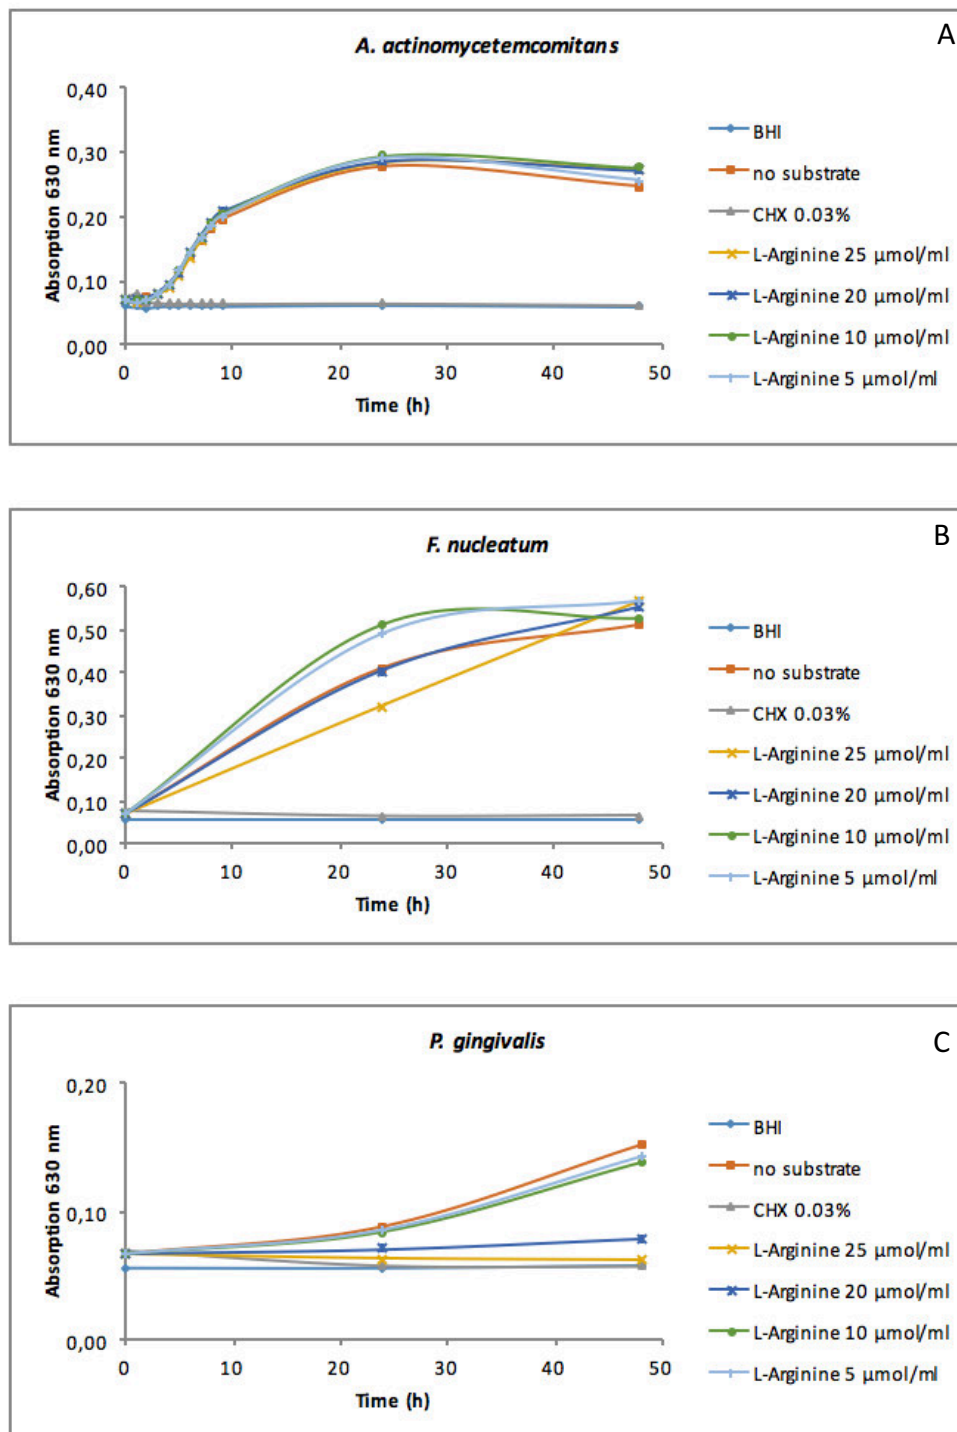 A
A. actinomycetemcomitans
0,40
0,30
0,20
0,10
0,00
Absorption 630 nm
0 10 20 30 40 50
Time (h)
BHI
no substrate
CHX 0.03%
L-Arginine 25 µmol/ml
L-Arginine 20 µmol/ml
L-Arginine 10 µmol/ml
L-Arginine 5 µmol/ml
B
F. nucleatum
0,60
0,50
0,40
0,30
0,20
0,10
0,00
Absorption 630 nm
0 10 20 30 40 50
Time (h)
BHI
no substrate
CHX 0.03%
L-Arginine 25 µmol/ml
L-Arginine 20 µmol/ml
L-Arginine 10 µmol/ml
L-Arginine 5 µmol/ml
C
P. gingivalis
0,20
0,10
0,00
Absorption 630 nm
0 10 20 30 40 50
Time (h)
BHI
no substrate
CHX 0.03%
L-Arginine 25 µmol/ml
L-Arginine 20 µmol/ml
L-Arginine 10 µmol/ml
L-Arginine 5 µmol/ml